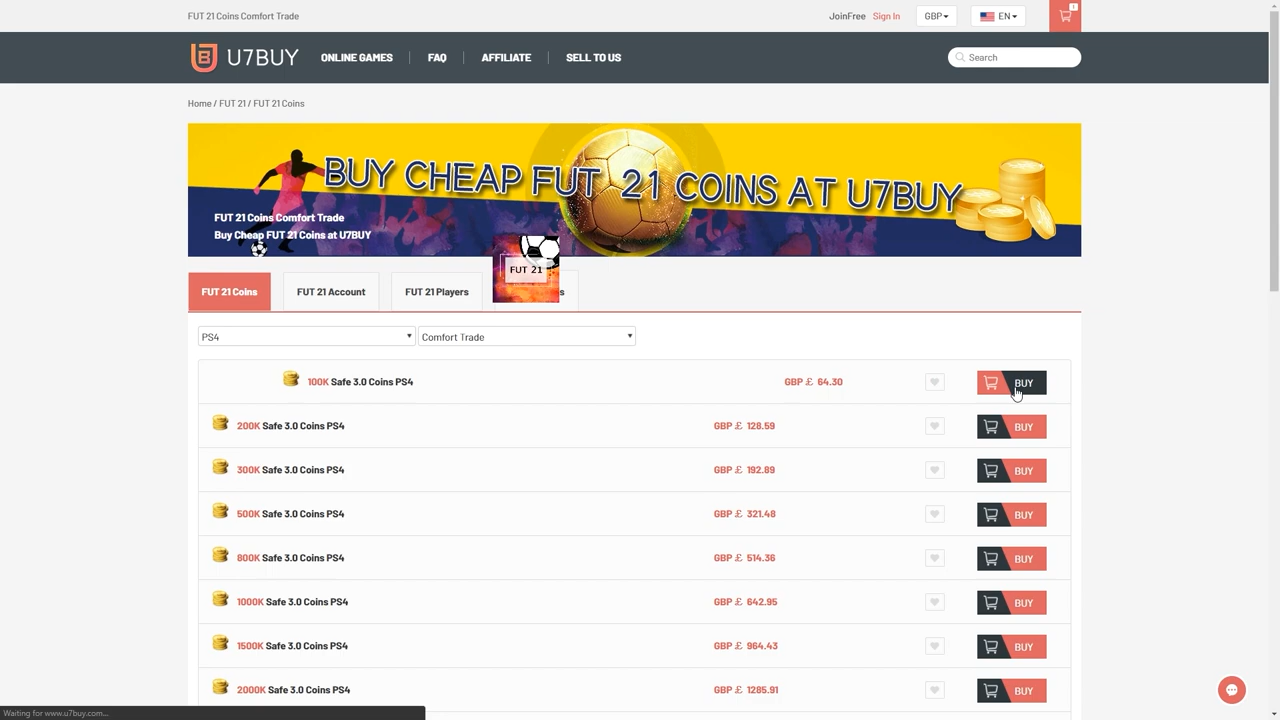 FUT 21 Coins Comfort Trade
JoinFree Sign In GBP EN 1
U7BUY ONLINE GAMES FAQ AFFILIATE SELL TO US Search
Home / FUT 21 / FUT 21 Coins
BUY CHEAP FUT 21 COINS AT U7BUY
FUT 21 Coins Comfort Trade
Buy Cheap FUT 21 Coins at U7BUY
FUT 21
FUT 21 Coins FUT 21 Account FUT 21 Players
PS4 Comfort Trade
100K Safe 3.0 Coins PS4 GBP £ 64.30 BUY
200K Safe 3.0 Coins PS4 GBP £ 128.59 BUY
300K Safe 3.0 Coins PS4 GBP £ 192.89 BUY
500K Safe 3.0 Coins PS4 GBP £ 321.48 BUY
800K Safe 3.0 Coins PS4 GBP £ 514.36 BUY
1000K Safe 3.0 Coins PS4 GBP £ 642.95 BUY
1500K Safe 3.0 Coins PS4 GBP £ 964.43 BUY
2000K Safe 3.0 Coins PS4 GBP £ 1285.91 BUY
Waiting for www.u7buy.com...